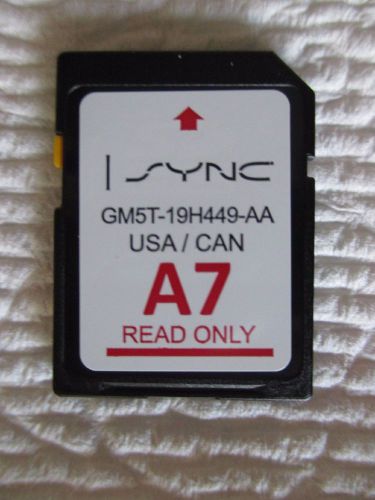 SYNC
GM5T-19H449-AA
USA / CAN
A7
READ ONLY